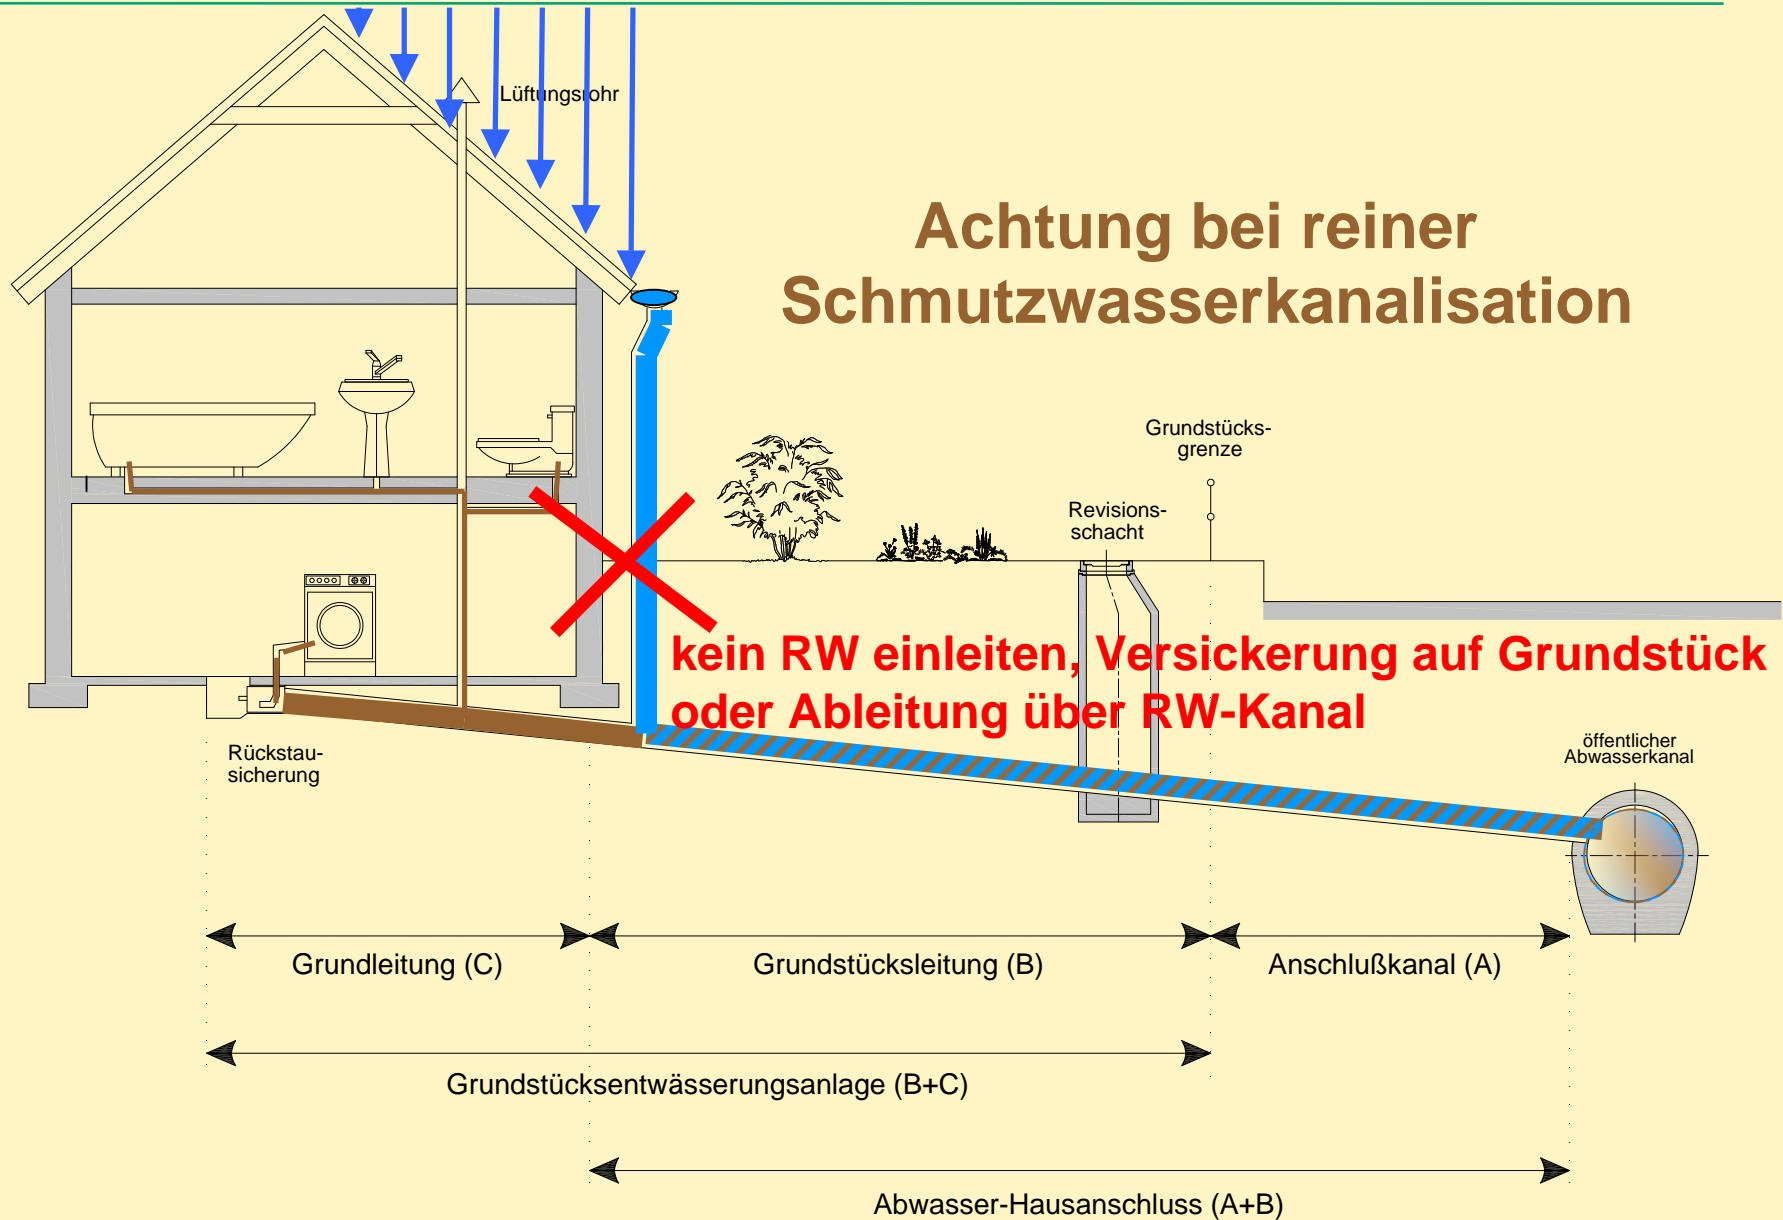 Lüftungsrohr
Achtung bei reiner
Schmutzwasserkanalisation
Grundstücks-
grenze
Revisions-
schacht
kein RW einleiten, Versickerung auf Grundstück
oder Ableitung über RW-Kanal
Rückstau-
sicherung
öffentlicher
Abwasserkanal
Grundleitung (C)
Grundstücksleitung (B)
Anschlußkanal (A)
Grundstücksentwässerungsanlage (B+C)
Abwasser-Hausanschluss (A+B)